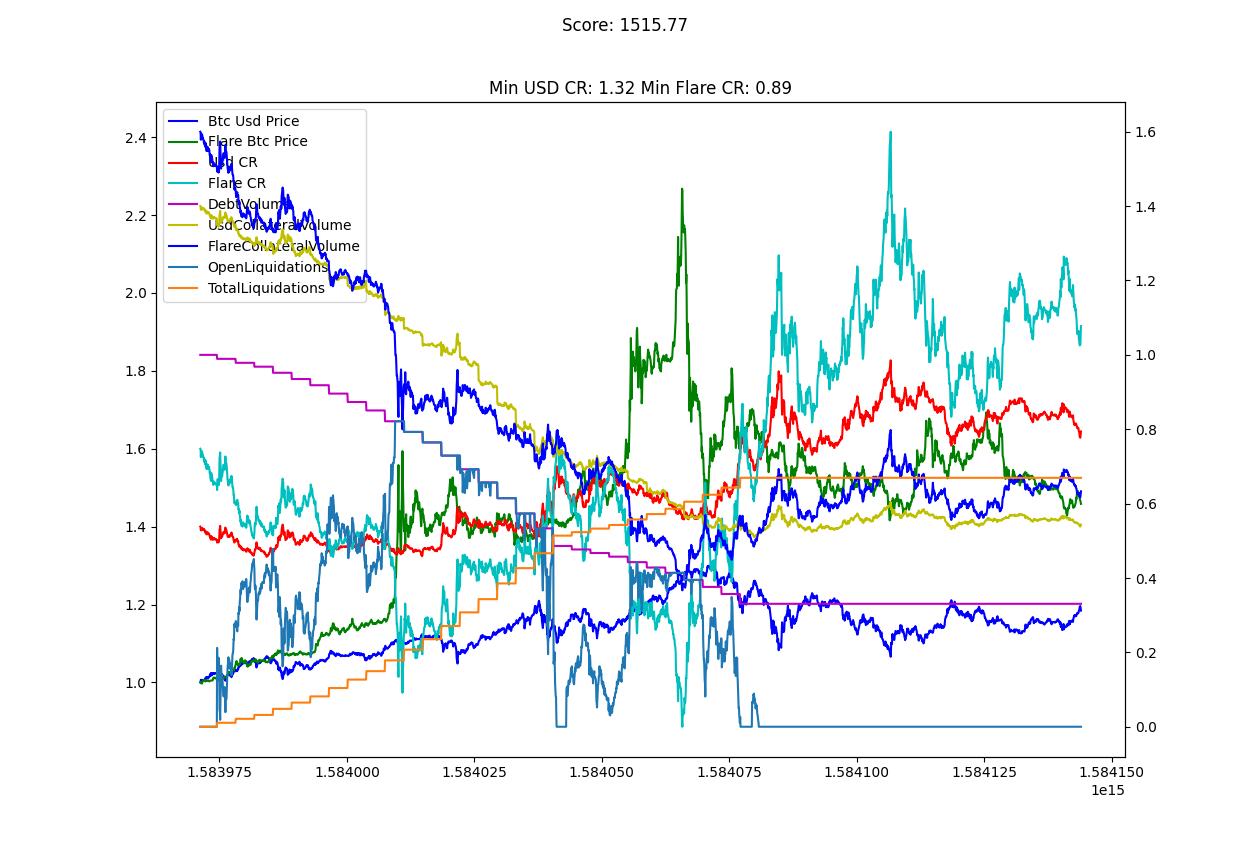 Score: 1515.77
Min USD CR: 1.32 Min Flare CR: 0.89
Btc Usd Price
Flare Btc Price
Usd CR
Flare CR
DebtVolume
UsdCollateralVolume
FlareCollateralVolume
OpenLiquidations
TotalLiquidations
2.4
2.2
2.0
1.8
1.6
1.4
1.2
1.0
1.6
1.4
1.2
1.0
0.8
0.6
0.4
0.2
0.0
1.583975 1.584000 1.584025 1.584050 1.584075 1.584100 1.584125 1.584150
1e15